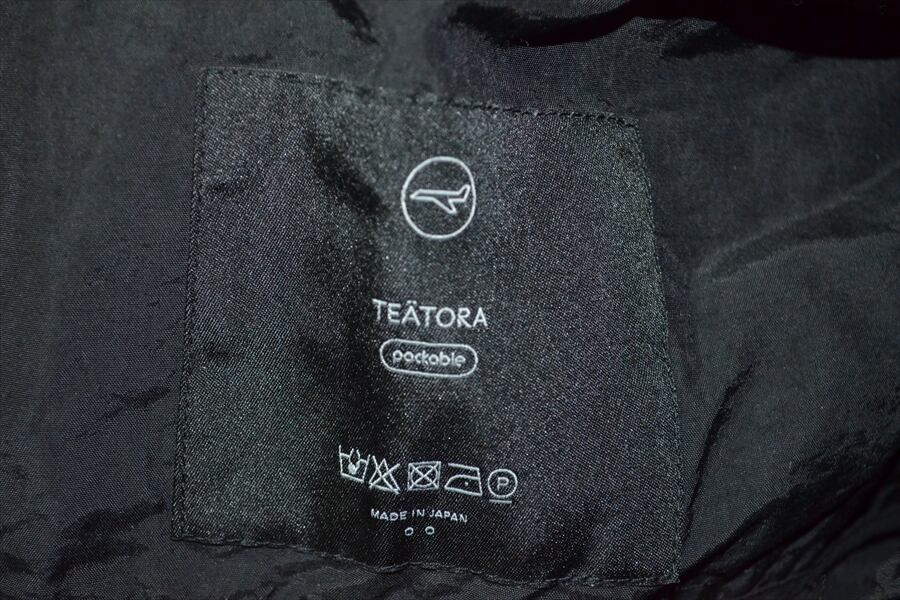 TEÄTORA
packable
P
MADE IN JAPAN